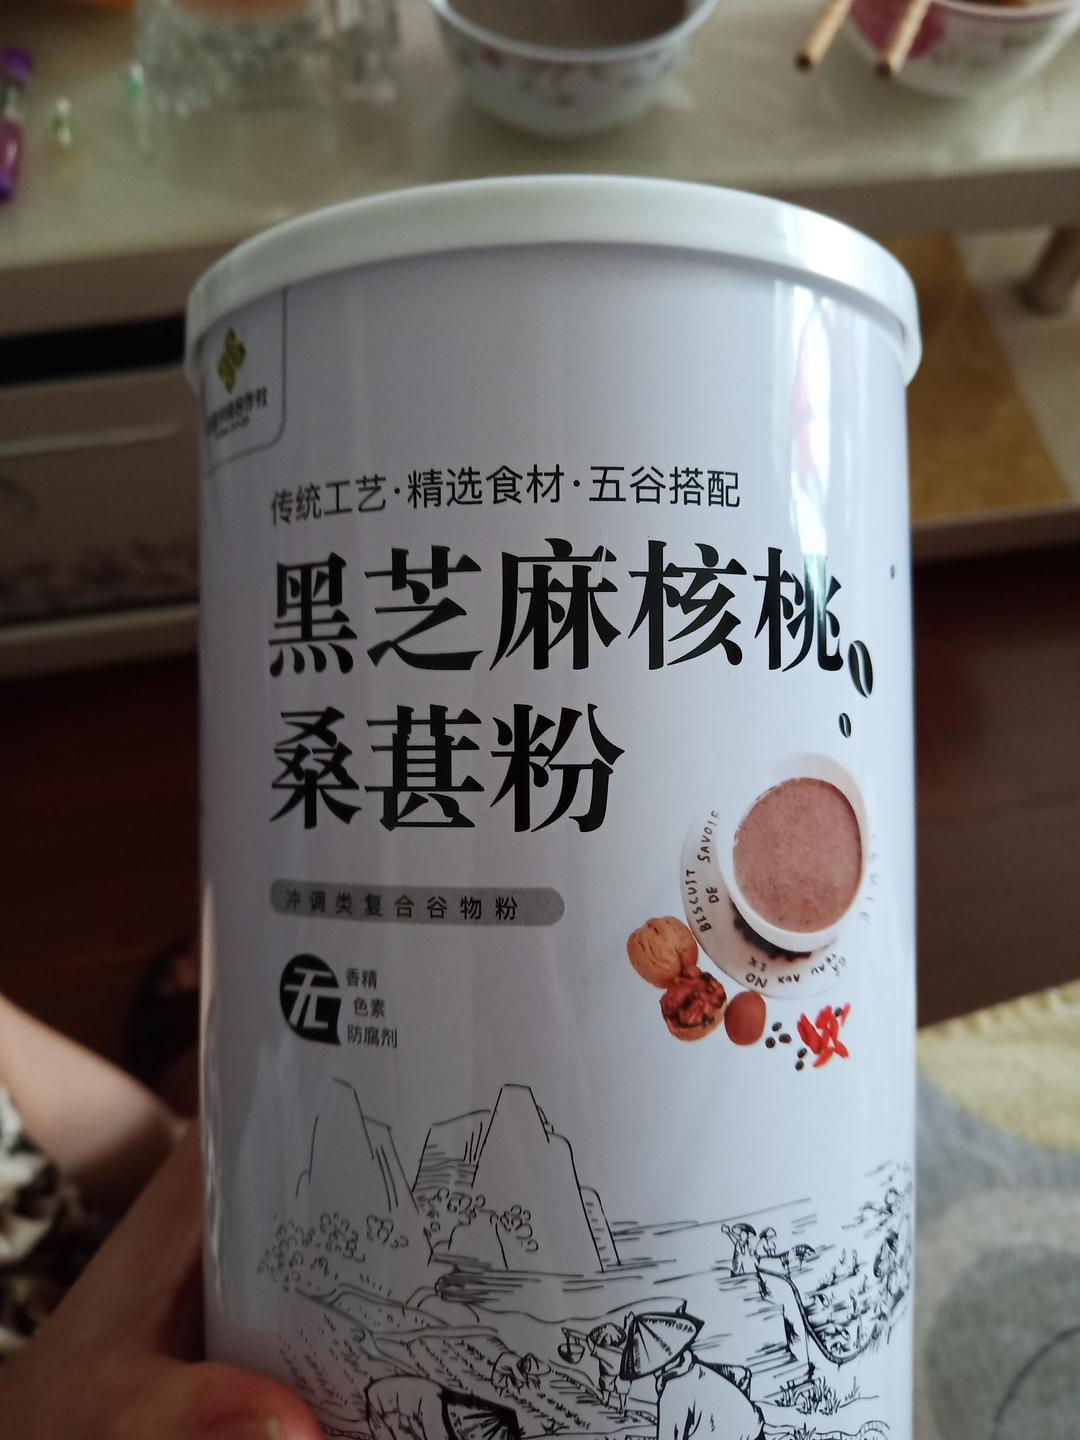 传统工艺·精选食材·五谷搭配
黑芝麻核桃
桑葚粉
冲调类复合谷物粉
无
香精
色素
防腐剂
BISCUIT DE SAVOIE